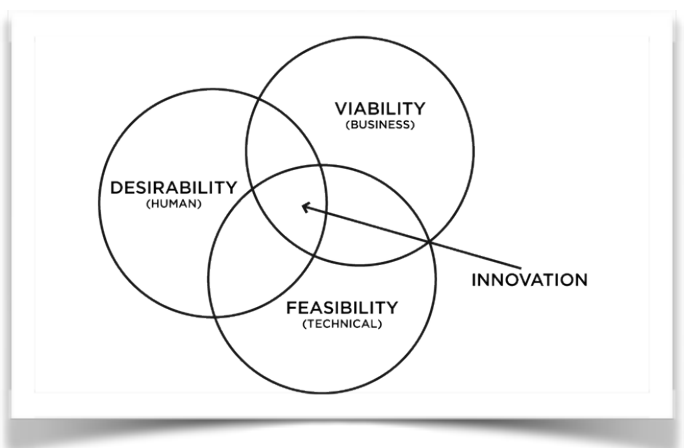 VIABILITY
(BUSINESS)
DESIRABILITY
(HUMAN)
INNOVATION
FEASIBILITY
(TECHNICAL)